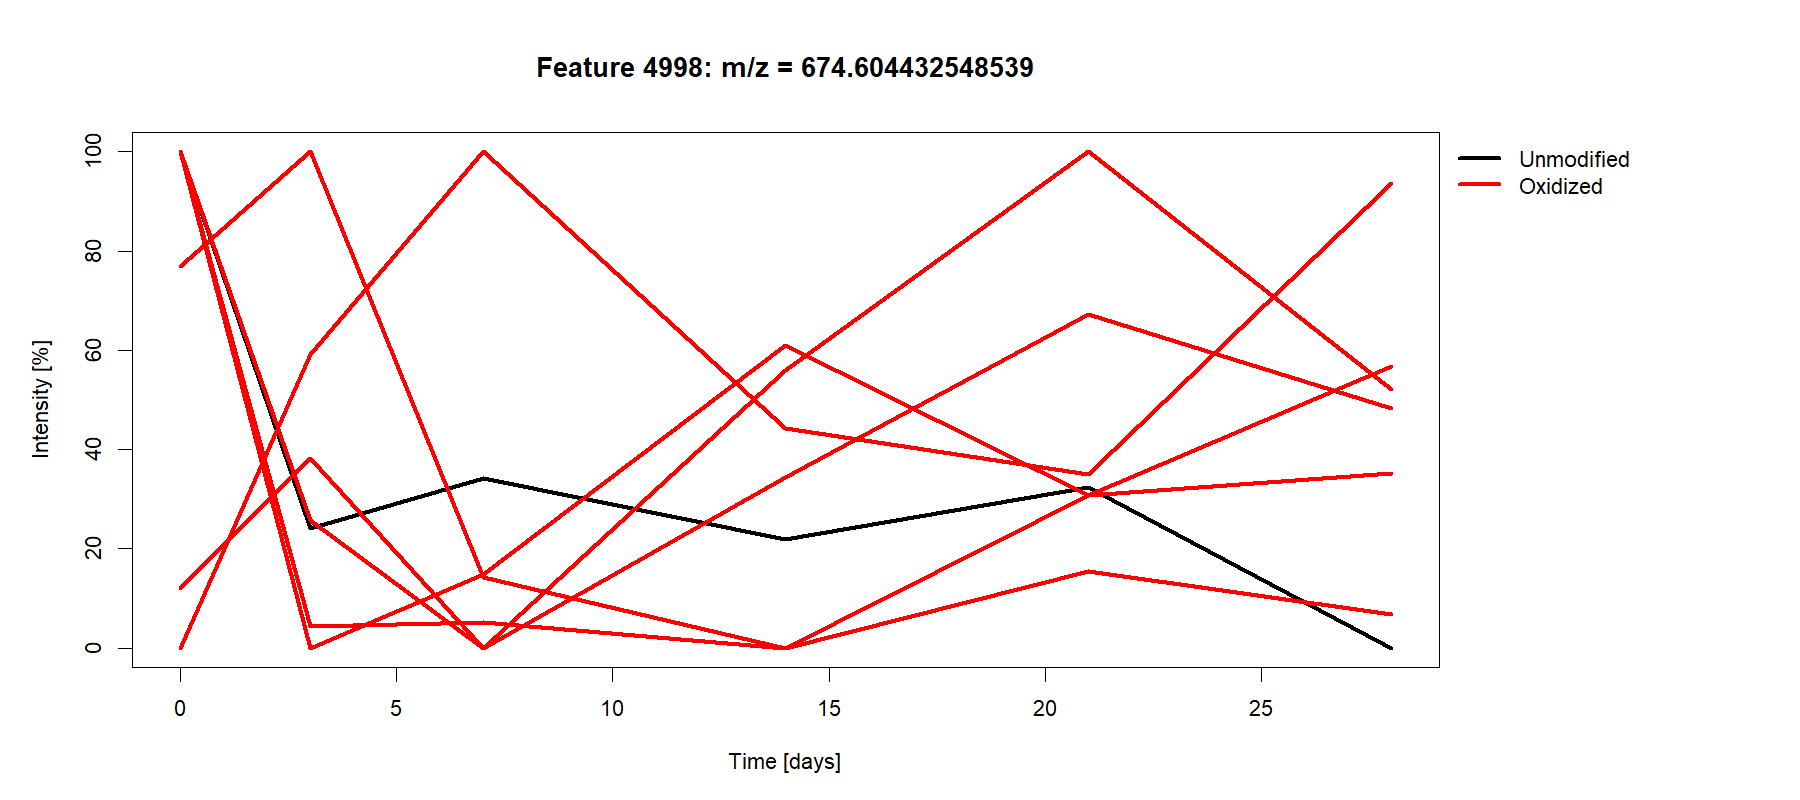 Feature 4998: m/z = 674.604432548539
Unmodified
Oxidized
Intensity [%]
100
80
60
40
20
0
0 5 10 15 20 25
Time [days]